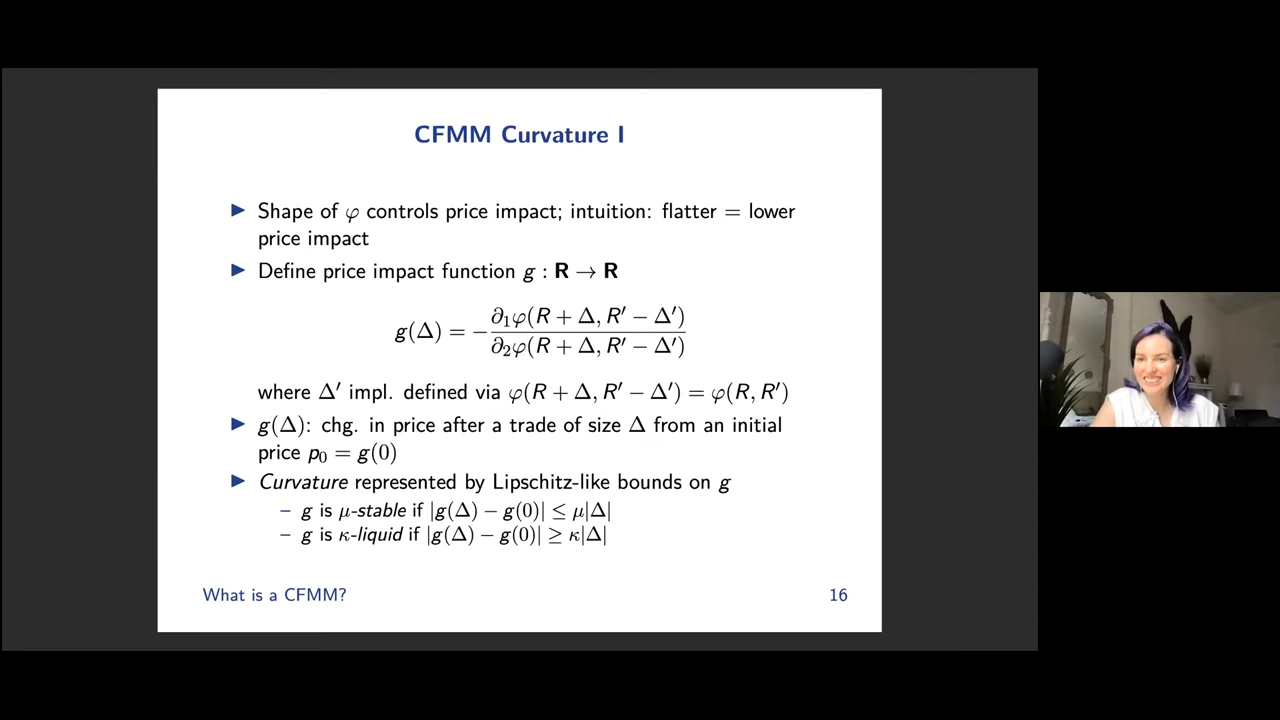 CFMM Curvature I
▶ Shape of φ controls price impact; intuition: flatter = lower
price impact
▶ Define price impact function g : R → R
g(Δ) = −∂₁φ(R + Δ, R′ − Δ′) / ∂₂φ(R + Δ, R′ − Δ′)
where Δ′ impl. defined via φ(R + Δ, R′ − Δ′) = φ(R, R′)
▶ g(Δ): chg. in price after a trade of size Δ from an initial
price p₀ = g(0)
▶ Curvature represented by Lipschitz-like bounds on g
– g is μ-stable if |g(Δ) − g(0)| ≤ μ|Δ|
– g is κ-liquid if |g(Δ) − g(0)| ≥ κ|Δ|
What is a CFMM?
16